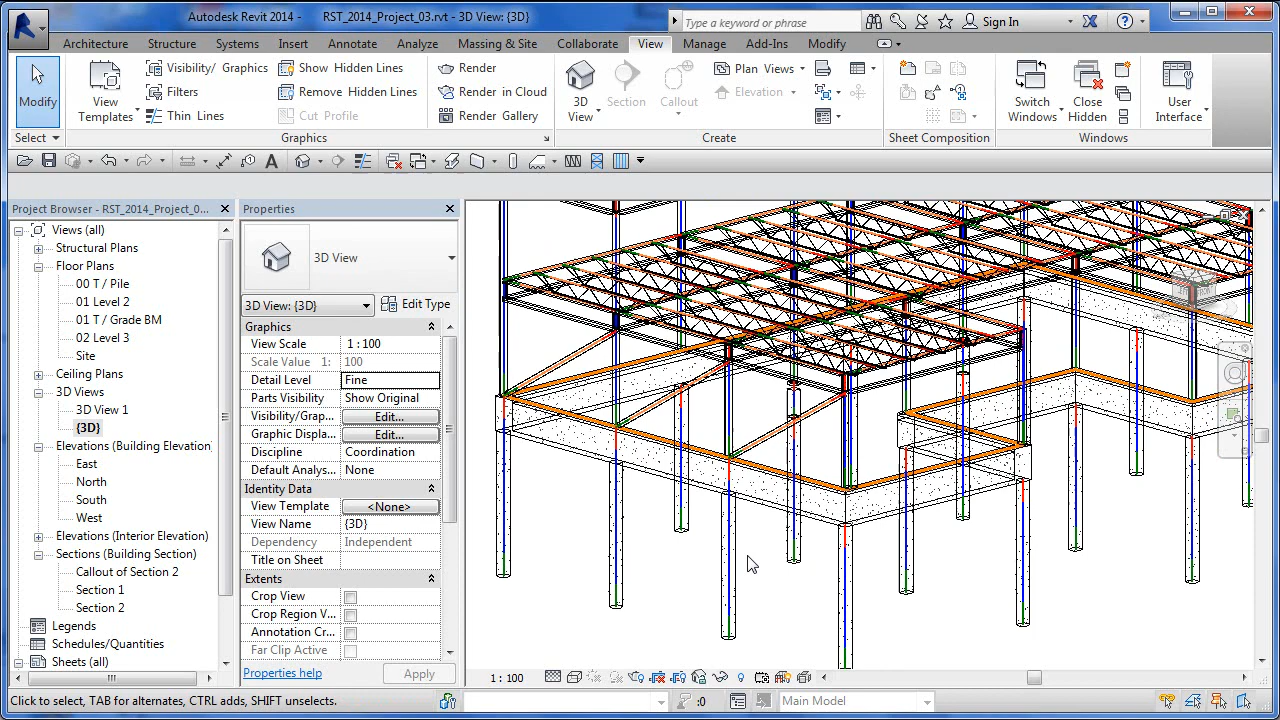 Autodesk Revit 2014 - RST_2014_Project_03.rvt - 3D View: {3D}
Type a keyword or phrase
Sign In
Architecture Structure Systems Insert Annotate Analyze Massing & Site Collaborate View Manage Add-Ins Modify
Modify
View Templates
Visibility/ Graphics
Filters
Thin Lines
Show Hidden Lines
Remove Hidden Lines
Cut Profile
Render
Render in Cloud
Render Gallery
3D View
Section
Callout
Plan Views
Elevation
Switch Windows
Close Hidden
User Interface
Select Graphics Create Sheet Composition Windows
Project Browser - RST_2014_Project_0...
Views (all)
Structural Plans
Floor Plans
00 T / Pile
01 Level 2
01 T / Grade BM
02 Level 3
Site
Ceiling Plans
3D Views
3D View 1
{3D}
Elevations (Building Elevation)
East
North
South
West
Elevations (Interior Elevation)
Sections (Building Section)
Callout of Section 2
Section 1
Section 2
Legends
Schedules/Quantities
Sheets (all)
Properties
3D View
3D View: {3D} Edit Type
Graphics
View Scale 1 : 100
Scale Value 1: 100
Detail Level Fine
Parts Visibility Show Original
Visibility/Grap... Edit...
Graphic Displa... Edit...
Discipline Coordination
Default Analys... None
Identity Data
View Template <None>
View Name {3D}
Dependency Independent
Title on Sheet
Extents
Crop View
Crop Region V...
Annotation Cr...
Far Clip Active
Properties help Apply
1 : 100
Click to select, TAB for alternates, CTRL adds, SHIFT unselects.
:0
Main Model